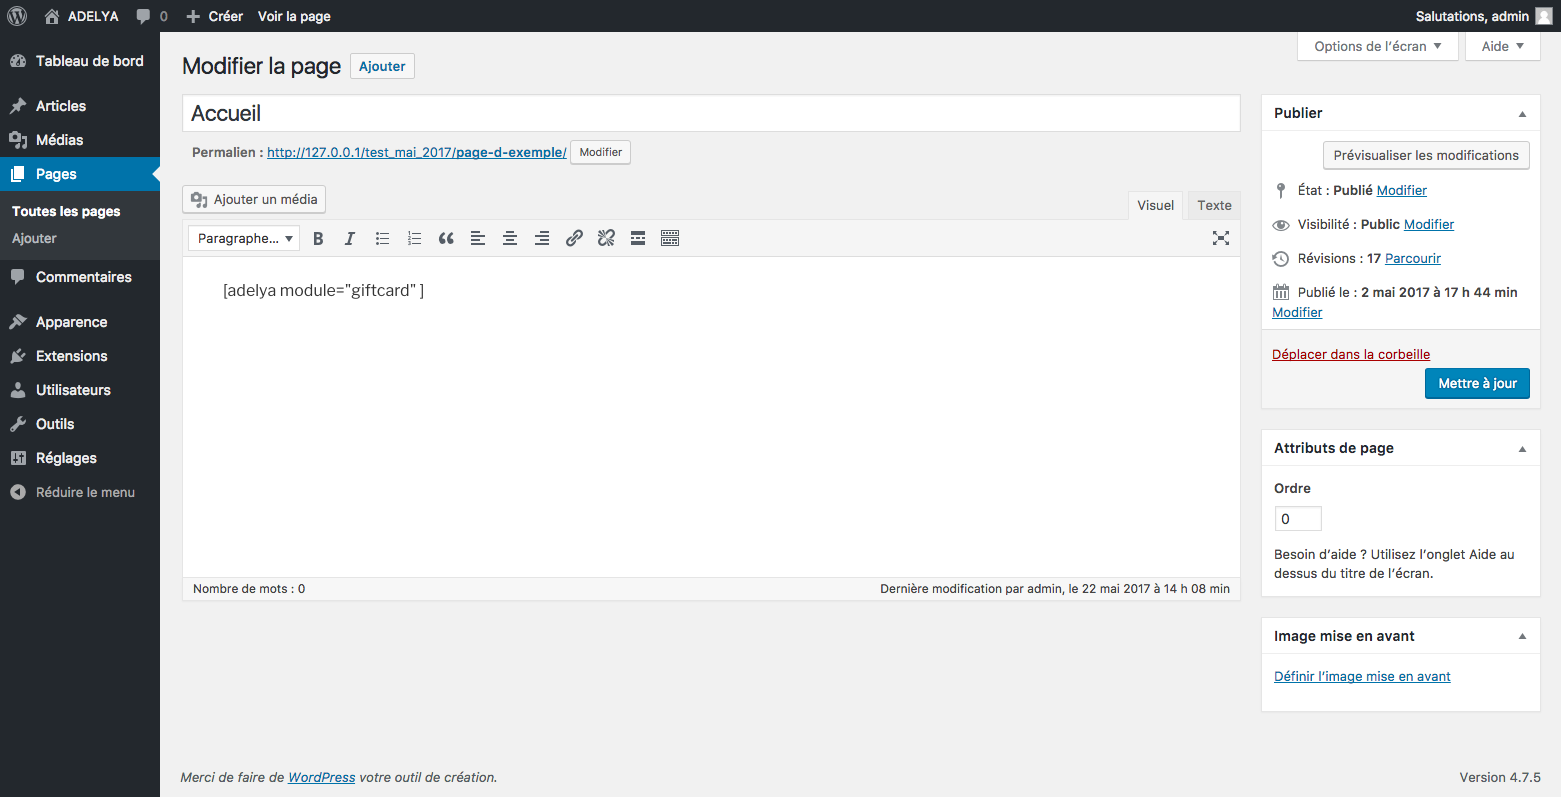 ADELYA 0 Créer Voir la page Salutations, admin
Tableau de bord
Articles
Médias
Pages
Toutes les pages
Ajouter
Commentaires
Apparence
Extensions
Utilisateurs
Outils
Réglages
Réduire le menu
Options de l'écran Aide
Modifier la page Ajouter
Accueil
Permalien : http://127.0.0.1/test_mai_2017/page-d-exemple/ Modifier
Ajouter un média
Visuel Texte
Paragraphe... B I
[adelya module="giftcard" ]
Nombre de mots : 0 Dernière modification par admin, le 22 mai 2017 à 14 h 08 min
Publier
Prévisualiser les modifications
État : Publié Modifier
Visibilité : Public Modifier
Révisions : 17 Parcourir
Publié le : 2 mai 2017 à 17 h 44 min
Modifier
Déplacer dans la corbeille
Mettre à jour
Attributs de page
Ordre
0
Besoin d'aide ? Utilisez l'onglet Aide au
dessus du titre de l'écran.
Image mise en avant
Définir l'image mise en avant
Merci de faire de WordPress votre outil de création.
Version 4.7.5